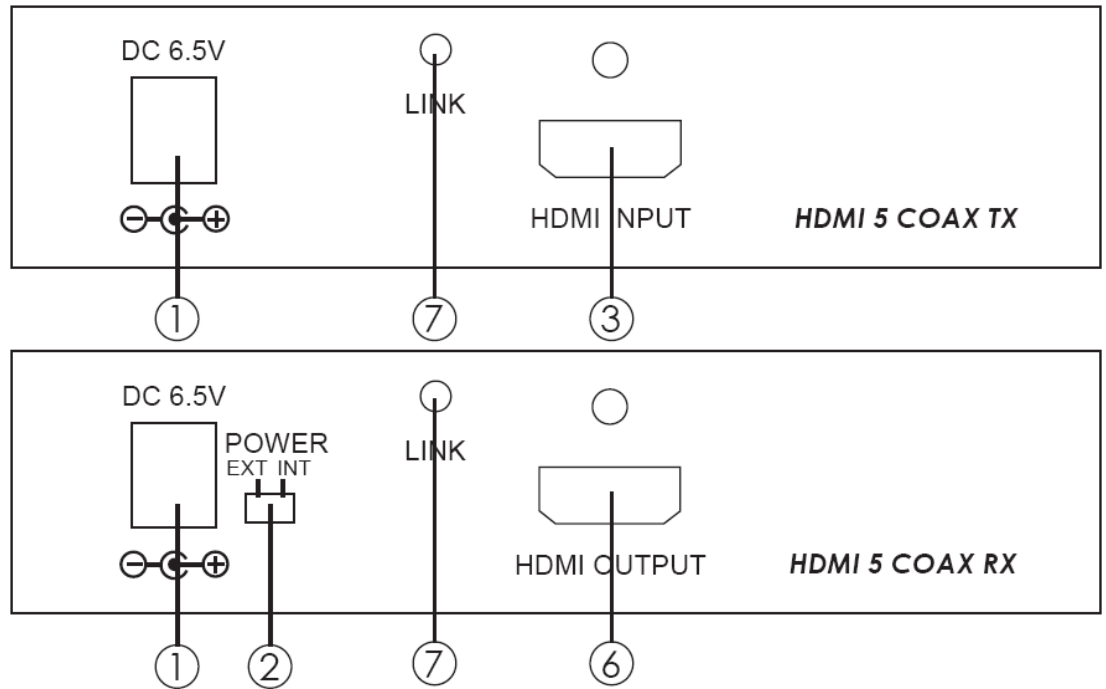 DC 6.5V
LINK
HDMI INPUT
HDMI 5 COAX TX
1 7 3
DC 6.5V
POWER
EXT INT
LINK
HDMI OUTPUT
HDMI 5 COAX RX
1 2 7 6